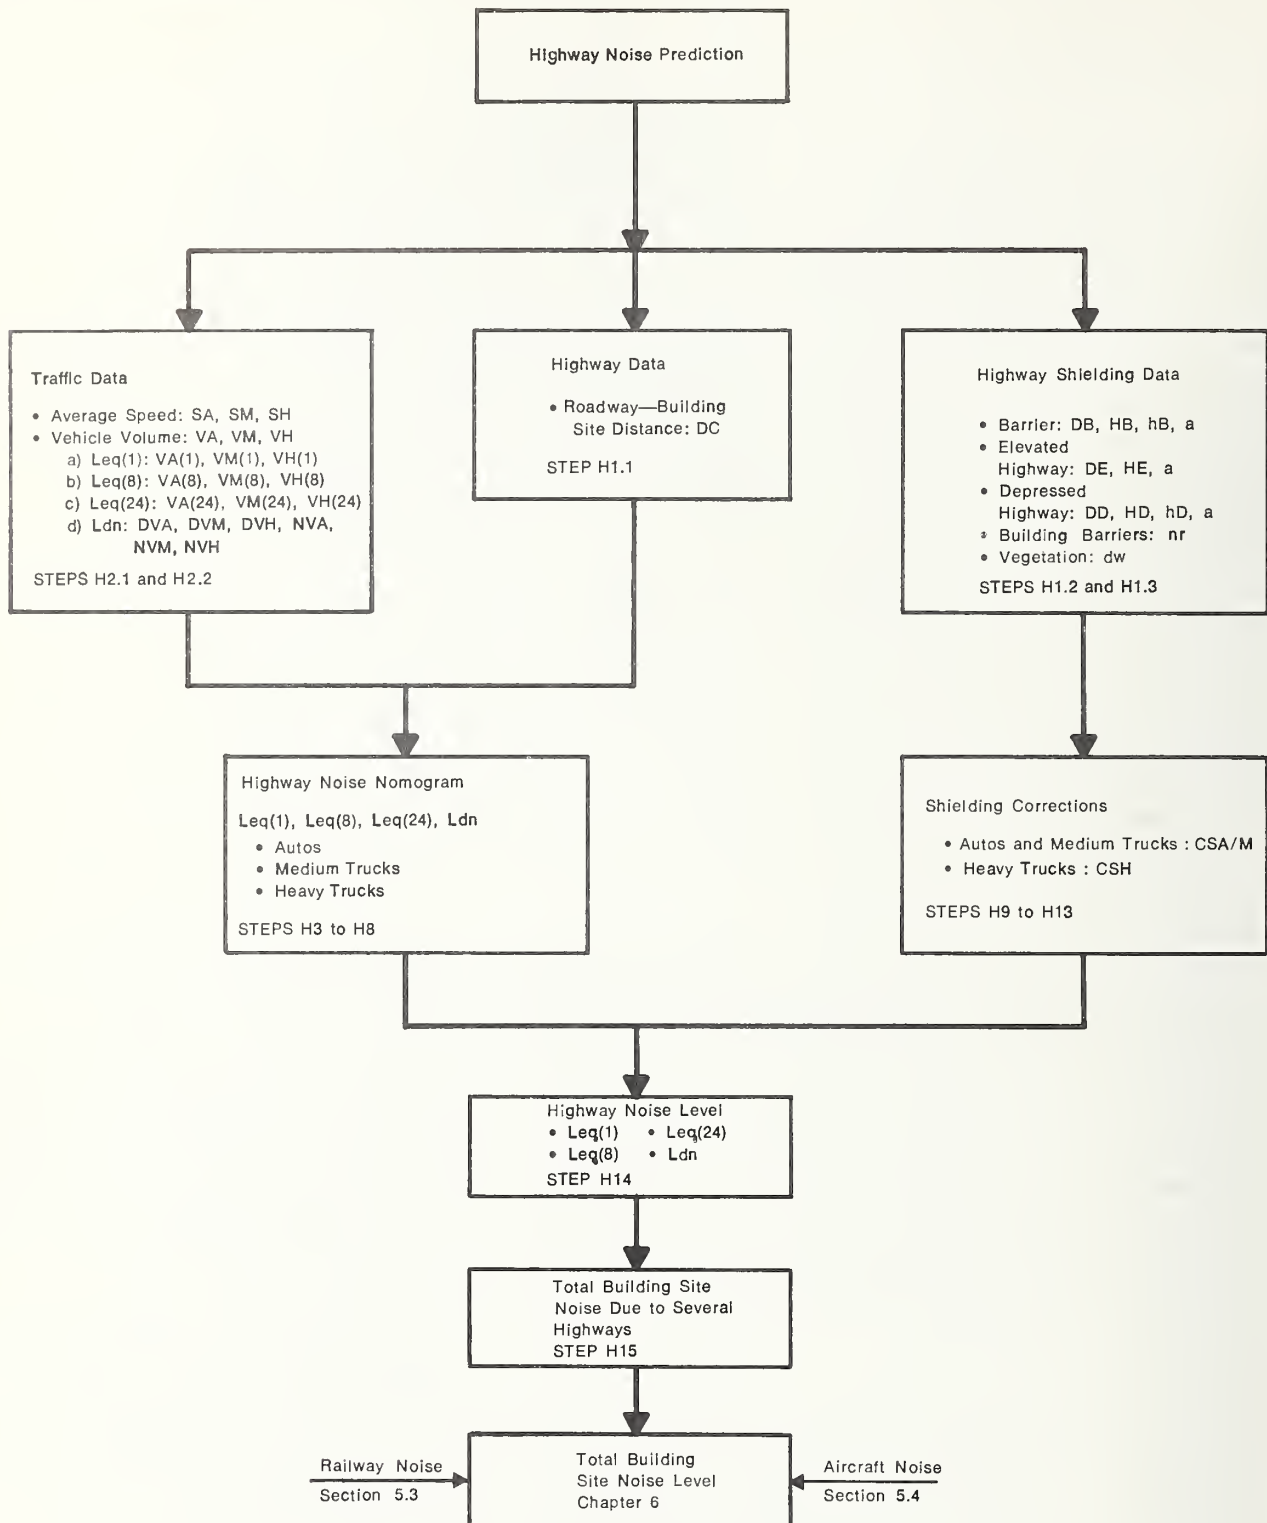 Highway Noise Prediction
Traffic Data
• Average Speed: SA, SM, SH
• Vehicle Volume: VA, VM, VH
a) Leq(1): VA(1), VM(1), VH(1)
b) Leq(8): VA(8), VM(8), VH(8)
c) Leq(24): VA(24), VM(24), VH(24)
d) Ldn: DVA, DVM, DVH, NVA,
NVM, NVH
STEPS H2.1 and H2.2
Highway Data
• Roadway—Building
Site Distance: DC
STEP H1.1
Highway Shielding Data
• Barrier: DB, HB, hB, a
• Elevated
Highway: DE, HE, a
• Depressed
Highway: DD, HD, hD, a
• Building Barriers: nr
• Vegetation: dw
STEPS H1.2 and H1.3
Highway Noise Nomogram
Leq(1), Leq(8), Leq(24), Ldn
• Autos
• Medium Trucks
• Heavy Trucks
STEPS H3 to H8
Shielding Corrections
• Autos and Medium Trucks : CSA/M
• Heavy Trucks : CSH
STEPS H9 to H13
Highway Noise Level
• Leq(1) • Leq(24)
• Leq(8) • Ldn
STEP H14
Total Building Site
Noise Due to Several
Highways
STEP H15
Railway Noise
Section 5.3
Total Building
Site Noise Level
Chapter 6
Aircraft Noise
Section 5.4